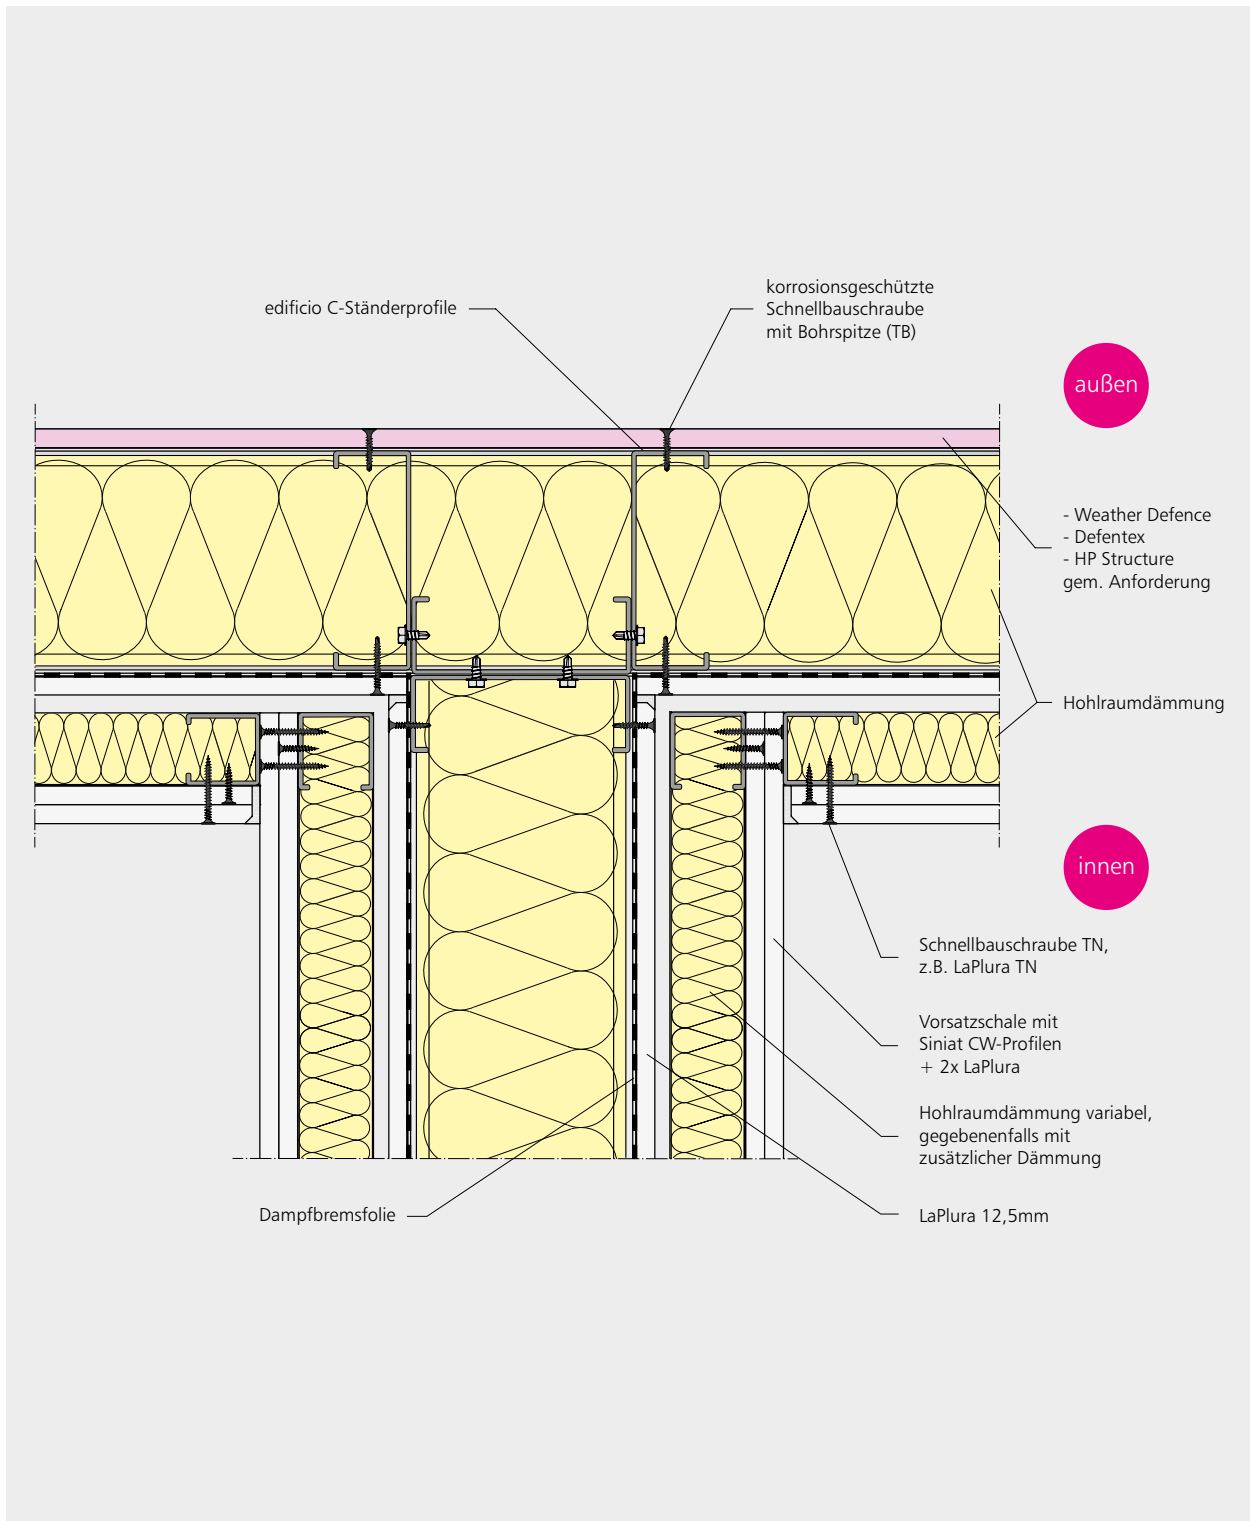 edificio C-Ständerprofile
korrosionsgeschützte
Schnellbauschraube
mit Bohrspitze (TB)
außen
- Weather Defence
- Defentex
- HP Structure
gem. Anforderung
Hohlraumdämmung
innen
Schnellbauschraube TN,
z.B. LaPlura TN
Vorsatzschale mit
Siniat CW-Profilen
+ 2x LaPlura
Hohlraumdämmung variabel,
gegebenenfalls mit
zusätzlicher Dämmung
Dampfbremsfolie
LaPlura 12,5mm